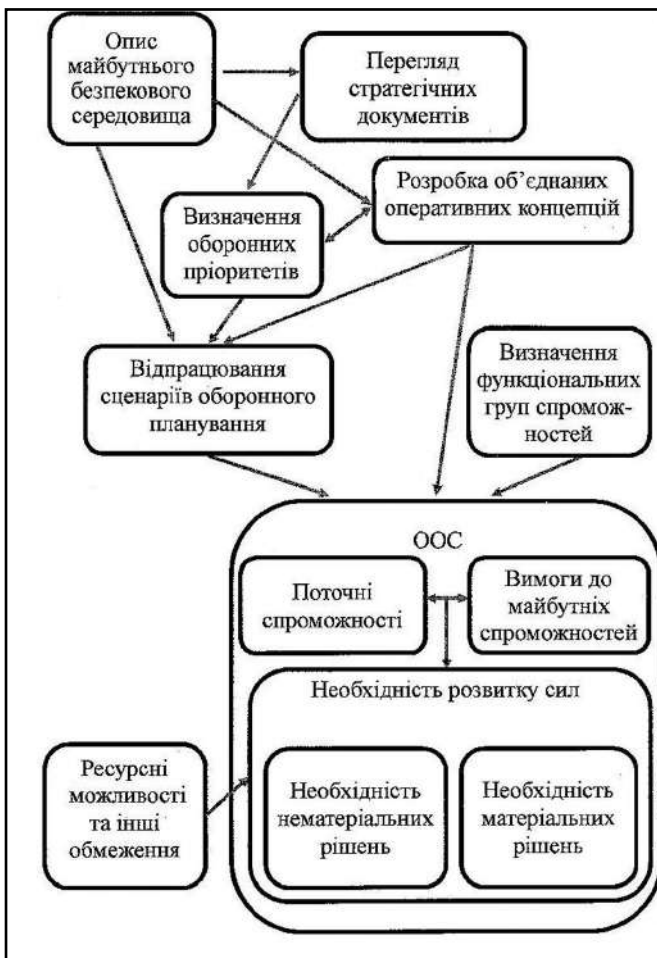 Опис
майбутнього
безпекового
середовища
Перегляд
стратегічних
документів
Визначення
оборонних
пріоритетів
Розробка об’єднаних
оперативних концепцій
Відпрацювання
сценаріїв оборонного
планування
Визначення
функціональних
груп спромож-
ностей
ООС
Поточні
спроможності
Вимоги до
майбутніх
спроможностей
Необхідність розвитку сил
Ресурсні
можливості
та інші
обмеження
Необхідність
нематеріальних
рішень
Необхідність
матеріальних
рішень